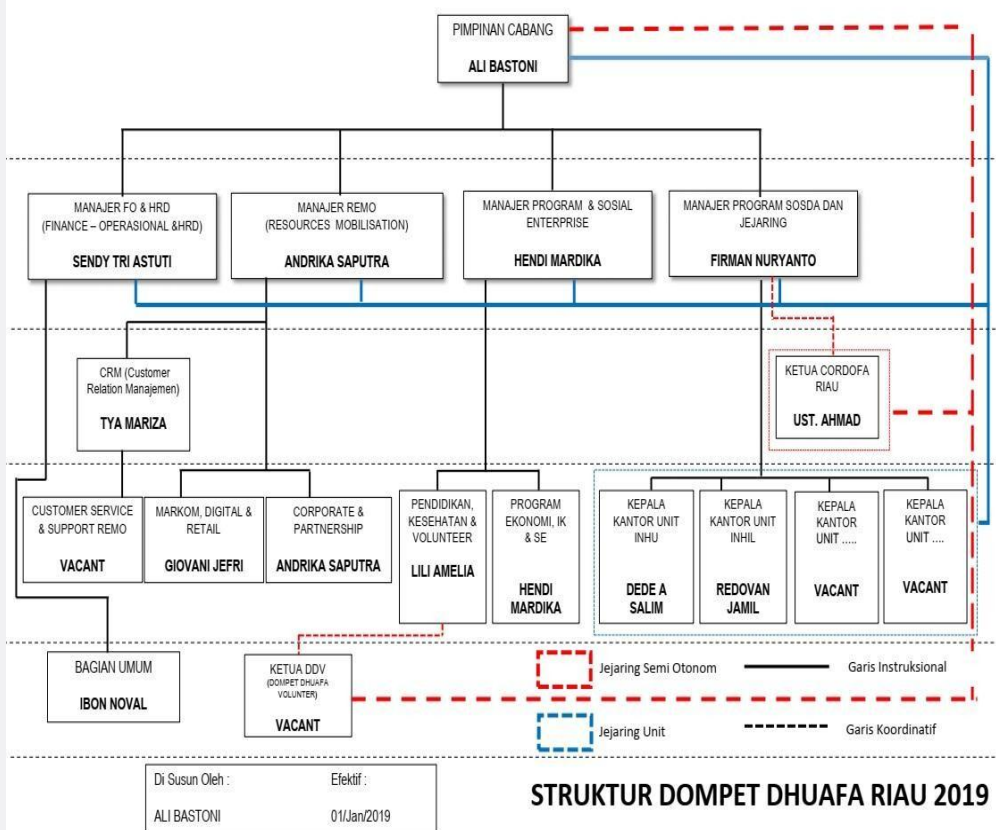 PIMPINAN CABANG
ALI BASTONI
MANAJER FO & HRD
(FINANCE – OPERASIONAL &HRD)
SENDY TRI ASTUTI
MANAJER REMO
(RESOURCES MOBILISATION)
ANDRIKA SAPUTRA
MANAJER PROGRAM & SOSIAL
ENTERPRISE
HENDI MARDIKA
MANAJER PROGRAM SOSDA DAN
JEJARING
FIRMAN NURYANTO
CRM (Customer
Relation Manajemen)
TYA MARIZA
KETUA CORDOFA
RIAU
UST. AHMAD
CUSTOMER SERVICE
& SUPPORT REMO
VACANT
MARKOM, DIGITAL &
RETAIL
GIOVANI JEFRI
CORPORATE &
PARTNERSHIP
ANDRIKA SAPUTRA
PENDIDIKAN,
KESEHATAN &
VOLUNTEER
LILI AMELIA
PROGRAM
EKONOMI, IK
& SE
HENDI
MARDIKA
KEPALA
KANTOR UNIT
INHU
DEDE A
SALIM
KEPALA
KANTOR UNIT
INHIL
REDOVAN
JAMIL
KEPALA
KANTOR
UNIT .....
VACANT
KEPALA
KANTOR
UNIT ....
VACANT
BAGIAN UMUM
IBON NOVAL
KETUA DDV
(DOMPET DHUAFA
VOLUNTER)
VACANT
Jejaring Semi Otonom
Garis Instruksional
Jejaring Unit
Garis Koordinatif
Di Susun Oleh :
Efektif :
ALI BASTONI
01/Jan/2019
STRUKTUR DOMPET DHUAFA RIAU 2019